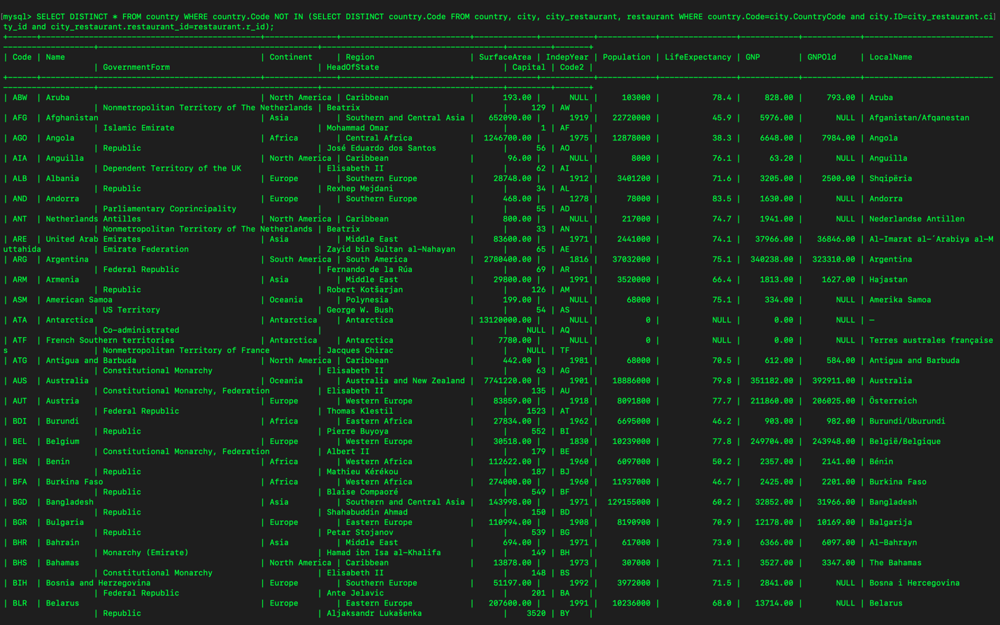 [mysql> SELECT DISTINCT * FROM country WHERE country.Code NOT IN (SELECT DISTINCT country.Code FROM country, city, city_restaurant, restaurant WHERE country.Code=city.CountryCode and city.ID=city_restaurant.ci]
ty_id and city_restaurant.restaurant_id=restaurant.r_id);
| Code | Name | Continent | Region | SurfaceArea | IndepYear | Population | LifeExpectancy | GNP | GNPOld | LocalName
| GovernmentForm | HeadOfState | Capital | Code2 |
| ABW | Aruba | North America | Caribbean | 193.00 | NULL | 103000 | 78.4 | 828.00 | 793.00 | Aruba
| Nonmetropolitan Territory of The Netherlands | Beatrix | 129 | AW |
| AFG | Afghanistan | Asia | Southern and Central Asia | 652090.00 | 1919 | 22720000 | 45.9 | 5976.00 | NULL | Afganistan/Afqanestan
| Islamic Emirate | Mohammad Omar | 1 | AF |
| AGO | Angola | Africa | Central Africa | 1246700.00 | 1975 | 12878000 | 38.3 | 6648.00 | 7984.00 | Angola
| Republic | José Eduardo dos Santos | 56 | AO |
| AIA | Anguilla | North America | Caribbean | 96.00 | NULL | 8000 | 76.1 | 63.20 | NULL | Anguilla
| Dependent Territory of the UK | Elisabeth II | 62 | AI |
| ALB | Albania | Europe | Southern Europe | 28748.00 | 1912 | 3401200 | 71.6 | 3205.00 | 2500.00 | Shqipëria
| Republic | Rexhep Mejdani | 34 | AL |
| AND | Andorra | Europe | Southern Europe | 468.00 | 1278 | 78000 | 83.5 | 1630.00 | NULL | Andorra
| Parliamentary Coprincipality | | 55 | AD |
| ANT | Netherlands Antilles | North America | Caribbean | 800.00 | NULL | 217000 | 74.7 | 1941.00 | NULL | Nederlandse Antillen
| Nonmetropolitan Territory of The Netherlands | Beatrix | 33 | AN |
| ARE | United Arab Emirates | Asia | Middle East | 83600.00 | 1971 | 2441000 | 74.1 | 37966.00 | 36846.00 | Al-Imarat al-´Arabiya al-M
uttahida | Emirate Federation | Zayid bin Sultan al-Nahayan | 65 | AE |
| ARG | Argentina | South America | South America | 2780400.00 | 1816 | 37032000 | 75.1 | 340238.00 | 323310.00 | Argentina
| Federal Republic | Fernando de la Rúa | 69 | AR |
| ARM | Armenia | Asia | Middle East | 29800.00 | 1991 | 3520000 | 66.4 | 1813.00 | 1627.00 | Hajastan
| Republic | Robert Kotšarjan | 126 | AM |
| ASM | American Samoa | Oceania | Polynesia | 199.00 | NULL | 68000 | 75.1 | 334.00 | NULL | Amerika Samoa
| US Territory | George W. Bush | 54 | AS |
| ATA | Antarctica | Antarctica | Antarctica | 13120000.00 | NULL | 0 | NULL | 0.00 | NULL | –
| Co-administrated | | NULL | AQ |
| ATF | French Southern territories | Antarctica | Antarctica | 7780.00 | NULL | 0 | NULL | 0.00 | NULL | Terres australes française
s | Nonmetropolitan Territory of France | Jacques Chirac | NULL | TF |
| ATG | Antigua and Barbuda | North America | Caribbean | 442.00 | 1981 | 68000 | 70.5 | 612.00 | 584.00 | Antigua and Barbuda
| Constitutional Monarchy | Elisabeth II | 63 | AG |
| AUS | Australia | Oceania | Australia and New Zealand | 7741220.00 | 1901 | 18886000 | 79.8 | 351182.00 | 392911.00 | Australia
| Constitutional Monarchy, Federation | Elisabeth II | 135 | AU |
| AUT | Austria | Europe | Western Europe | 83859.00 | 1918 | 8091800 | 77.7 | 211860.00 | 206025.00 | Österreich
| Federal Republic | Thomas Klestil | 1523 | AT |
| BDI | Burundi | Africa | Eastern Africa | 27834.00 | 1962 | 6695000 | 46.2 | 903.00 | 982.00 | Burundi/Uburundi
| Republic | Pierre Buyoya | 552 | BI |
| BEL | Belgium | Europe | Western Europe | 30518.00 | 1830 | 10239000 | 77.8 | 249704.00 | 243948.00 | België/Belgique
| Constitutional Monarchy, Federation | Albert II | 179 | BE |
| BEN | Benin | Africa | Western Africa | 112622.00 | 1960 | 6097000 | 50.2 | 2357.00 | 2141.00 | Bénin
| Republic | Mathieu Kérékou | 187 | BJ |
| BFA | Burkina Faso | Africa | Western Africa | 274000.00 | 1960 | 11937000 | 46.7 | 2425.00 | 2201.00 | Burkina Faso
| Republic | Blaise Compaoré | 549 | BF |
| BGD | Bangladesh | Asia | Southern and Central Asia | 143998.00 | 1971 | 129155000 | 60.2 | 32852.00 | 31966.00 | Bangladesh
| Republic | Shahabuddin Ahmad | 150 | BD |
| BGR | Bulgaria | Europe | Eastern Europe | 110994.00 | 1908 | 8190900 | 70.9 | 12178.00 | 10169.00 | Balgarija
| Republic | Petar Stojanov | 539 | BG |
| BHR | Bahrain | Asia | Middle East | 694.00 | 1971 | 617000 | 73.0 | 6366.00 | 6097.00 | Al-Bahrayn
| Monarchy (Emirate) | Hamad ibn Isa al-Khalifa | 149 | BH |
| BHS | Bahamas | North America | Caribbean | 13878.00 | 1973 | 307000 | 71.1 | 3527.00 | 3347.00 | The Bahamas
| Constitutional Monarchy | Elisabeth II | 148 | BS |
| BIH | Bosnia and Herzegovina | Europe | Southern Europe | 51197.00 | 1992 | 3972000 | 71.5 | 2841.00 | NULL | Bosna i Hercegovina
| Federal Republic | Ante Jelavic | 201 | BA |
| BLR | Belarus | Europe | Eastern Europe | 207600.00 | 1991 | 10236000 | 68.0 | 13714.00 | NULL | Belarus
| Republic | Aljaksandr Lukašenka | 3520 | BY |